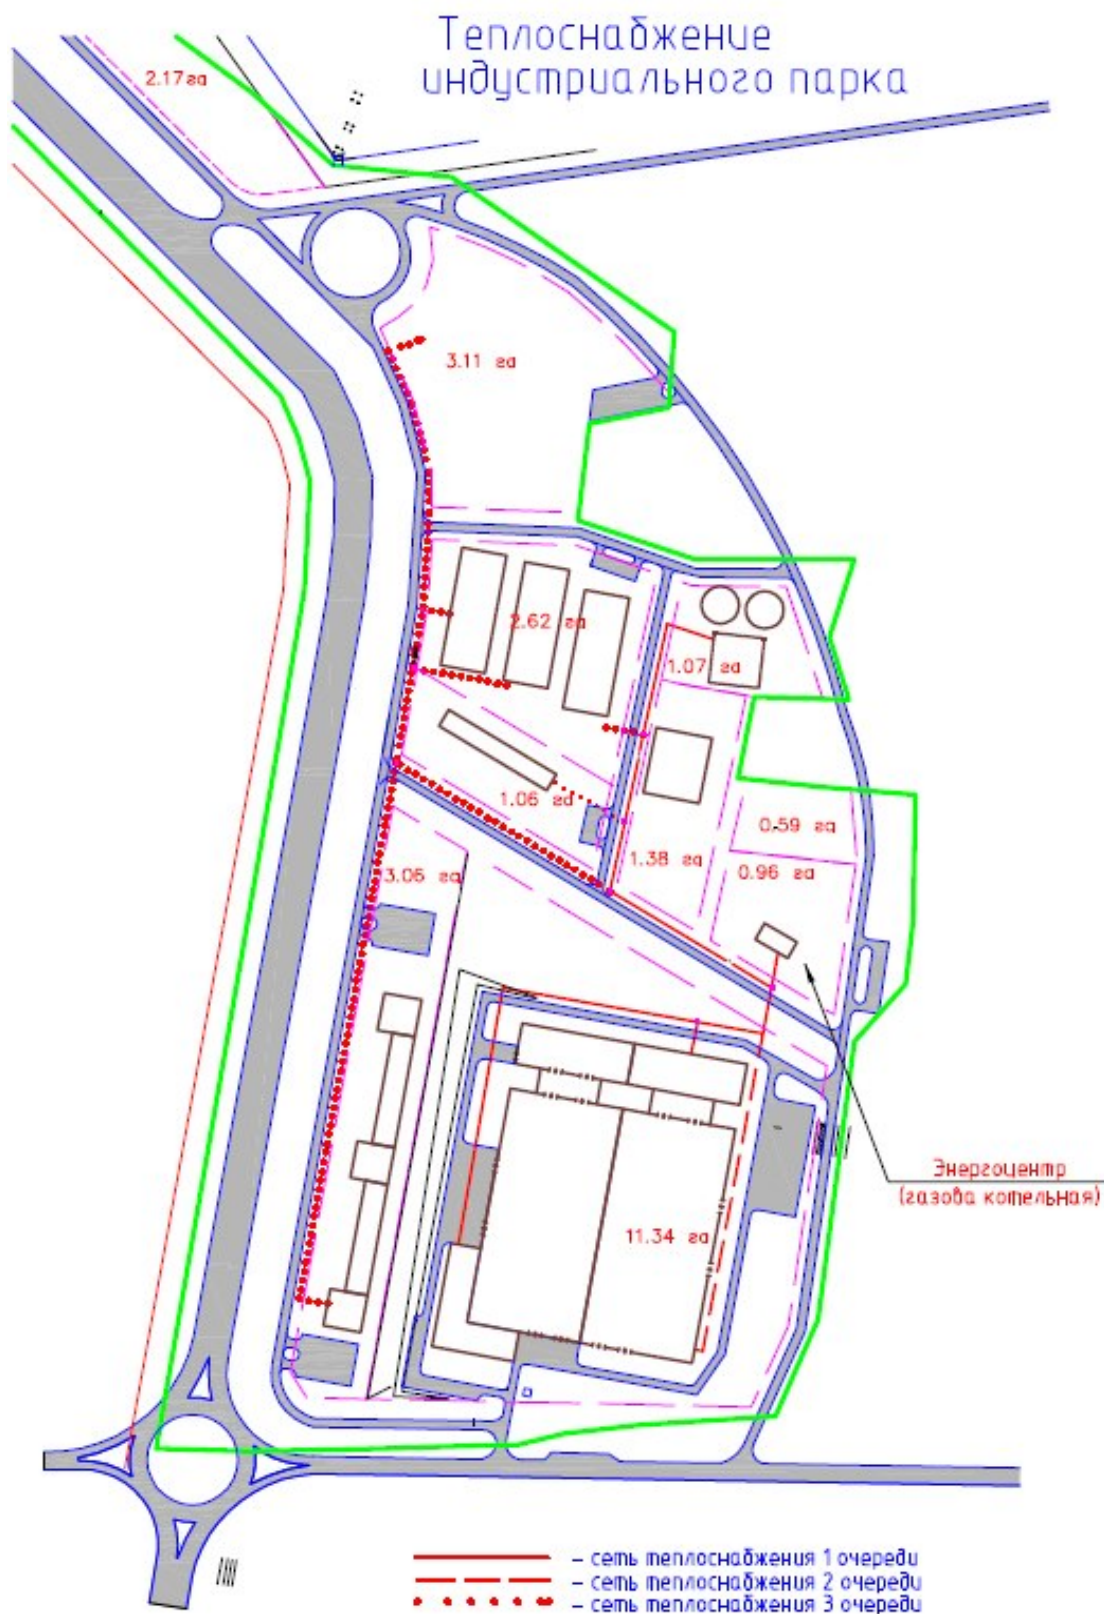 Теплоснабжение
индустриального парка
2.17га
3.11 га
2.62 га
1.07 га
1.06 га
0.59 га
1.38 га
0.96 га
3.06 га
Энергоцентр
(газова котельная)
11.34 га
– сеть теплоснабжения 1 очереди
– сеть теплоснабжения 2 очереди
– сеть теплоснабжения 3 очереди